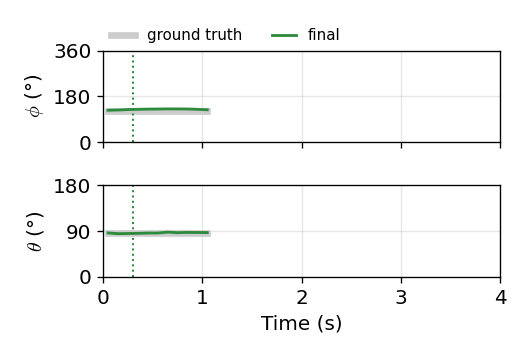 ground truth final
360
180
0
ϕ (°)
180
90
0
θ (°)
0 1 2 3 4
Time (s)